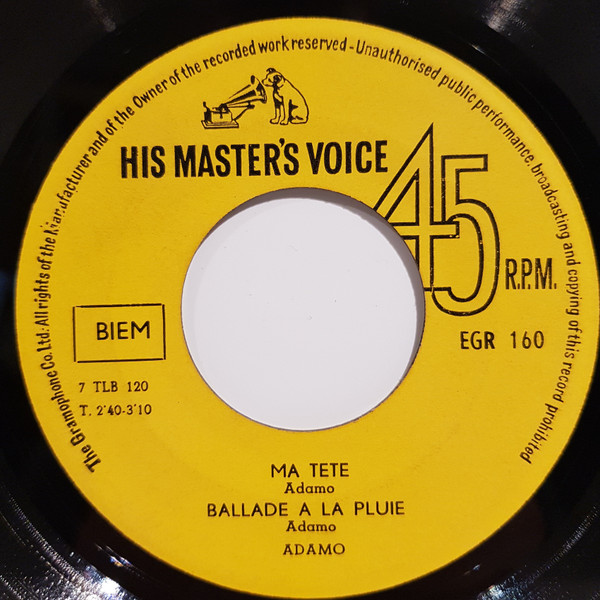 The Gramophone Co. Ltd. All rights of the Manufacturer and of the Owner of the recorded work reserved - Unauthorised public performance, broadcasting and copying of this record prohibited
HIS MASTER'S VOICE
45
R.P.M.
BIEM
EGR 160
7 TLB 120
T. 2'40-3'10
MA TETE
Adamo
BALLADE A LA PLUIE
Adamo
ADAMO